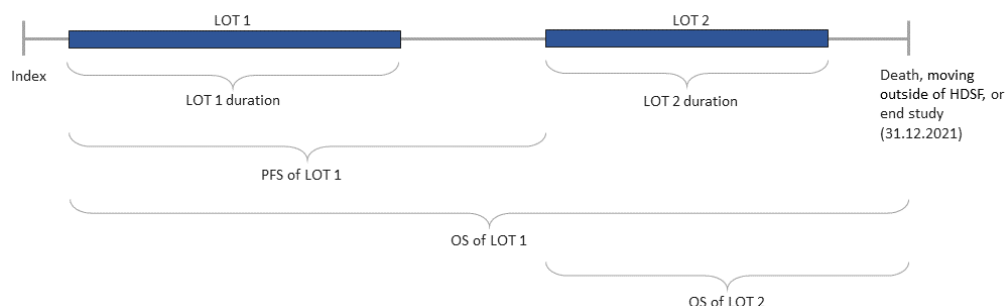 LOT 1
LOT 2
Index
LOT 1 duration
LOT 2 duration
Death, moving
outside of HDSF, or
end study
(31.12.2021)
PFS of LOT 1
OS of LOT 1
OS of LOT 2